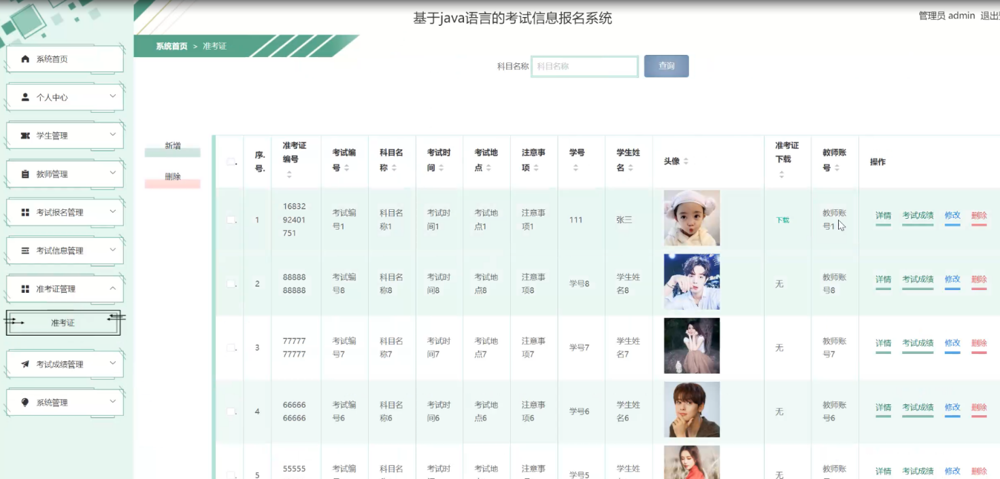 基于java语言的考试信息报名系统
管理员 admin
系统首页 > 准考证
科目名称 科目名称 查询
系统首页
个人中心
学生管理
教师管理
考试报名管理
考试信息管理
准考证管理
准考证
考试成绩管理
系统管理
新增
删除
序号. 准考证编号 考试编号 科目名称 考试时间 考试地点 注意事项 学号 学生姓名 头像 准考证下载 教师账号 操作
1 1683292401751 考试编号1 科目名称1 考试时间1 考试地点1 注意事项1 111 张三 下载 教师账号1 详情 考试成绩 修改 删除
2 8888888888 考试编号8 科目名称8 考试时间8 考试地点8 注意事项8 学号8 学生姓名8 无 教师账号8 详情 考试成绩 修改 删除
3 7777777777 考试编号7 科目名称7 考试时间7 考试地点7 注意事项7 学号7 学生姓名7 无 教师账号7 详情 考试成绩 修改 删除
4 6666666666 考试编号6 科目名称6 考试时间6 考试地点6 注意事项6 学号6 学生姓名6 无 教师账号6 详情 考试成绩 修改 删除
5 55555 考试编 科目名 考试时 考试地 注意事 学号5 学生姓 无 教师账 详情 考试成绩 修改 删除